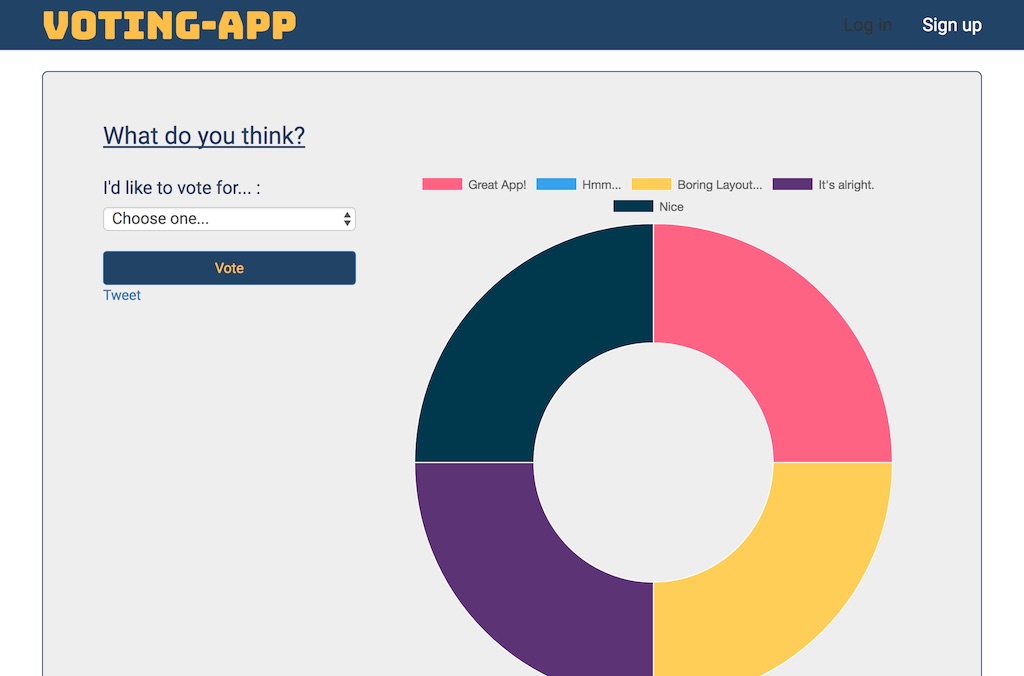 VOTING-APP
Log in
Sign up
What do you think?
I'd like to vote for... :
Choose one...
Vote
Tweet
Great App! Hmm... Boring Layout... It's alright.
Nice